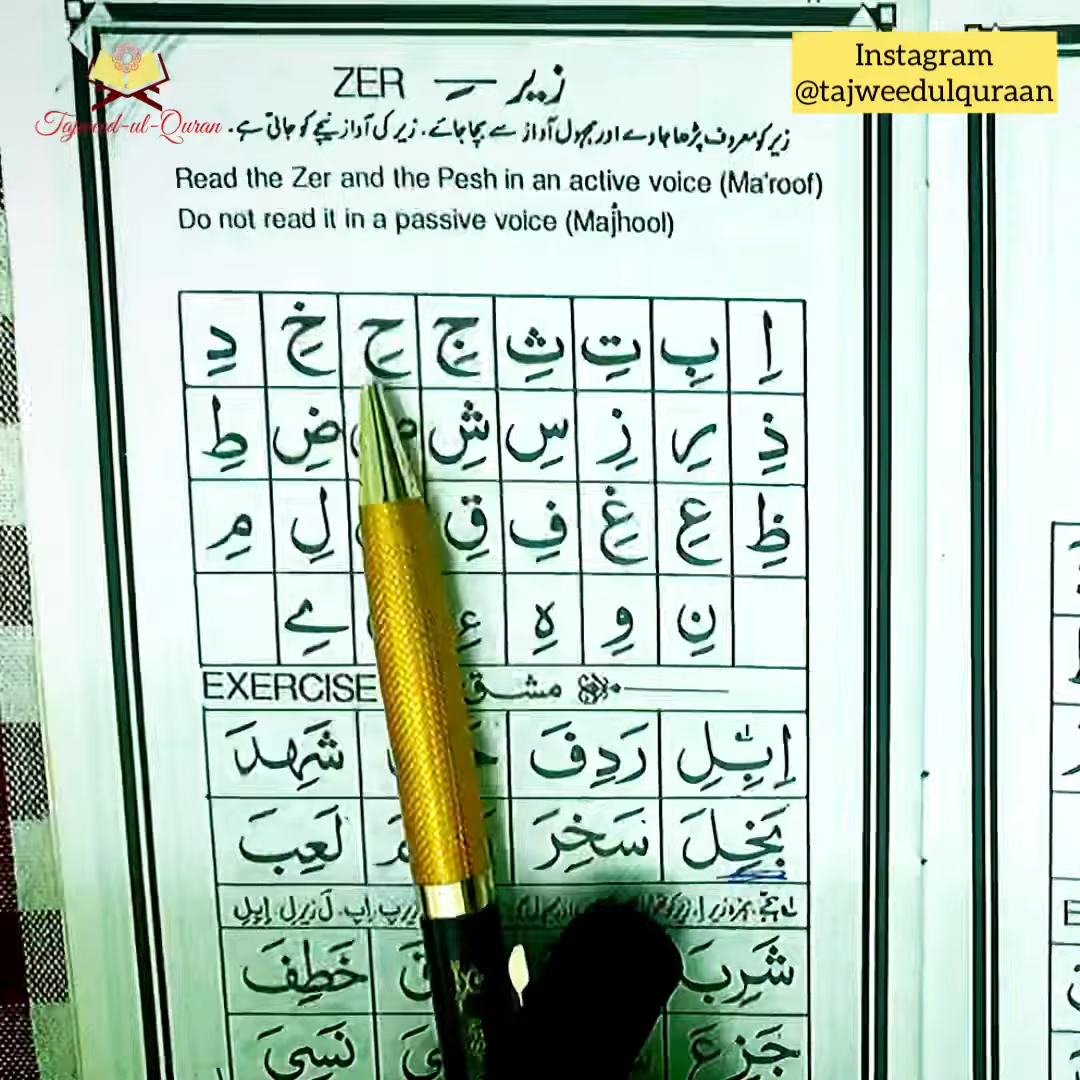 Instagram
@tajweedulquraan
Tajweed-ul-Quran
ZER زیر
زیر کو معروف پڑھا جاوے اور مجہول آواز سے بچا جائے۔ زیر کی آواز نیچے کو جاتی ہے۔
Read the Zer and the Pesh in an active voice (Ma'roof)
Do not read it in a passive voice (Majhool)
اِ بِ تِ ثِ جِ حِ خِ دِ
ذِ رِ زِ سِ شِ ضِ طِ
ظِ عِ غِ فِ قِ لِ مِ
نِ وِ هِ ءِ ےِ
EXERCISE مشق
اِبِلِ رَدِفَ شَهِدَ
بَخِلَ سَخِرَ لَعِبَ
شَرِبَ خَطِفَ
جَزِعَ نَسِیَ